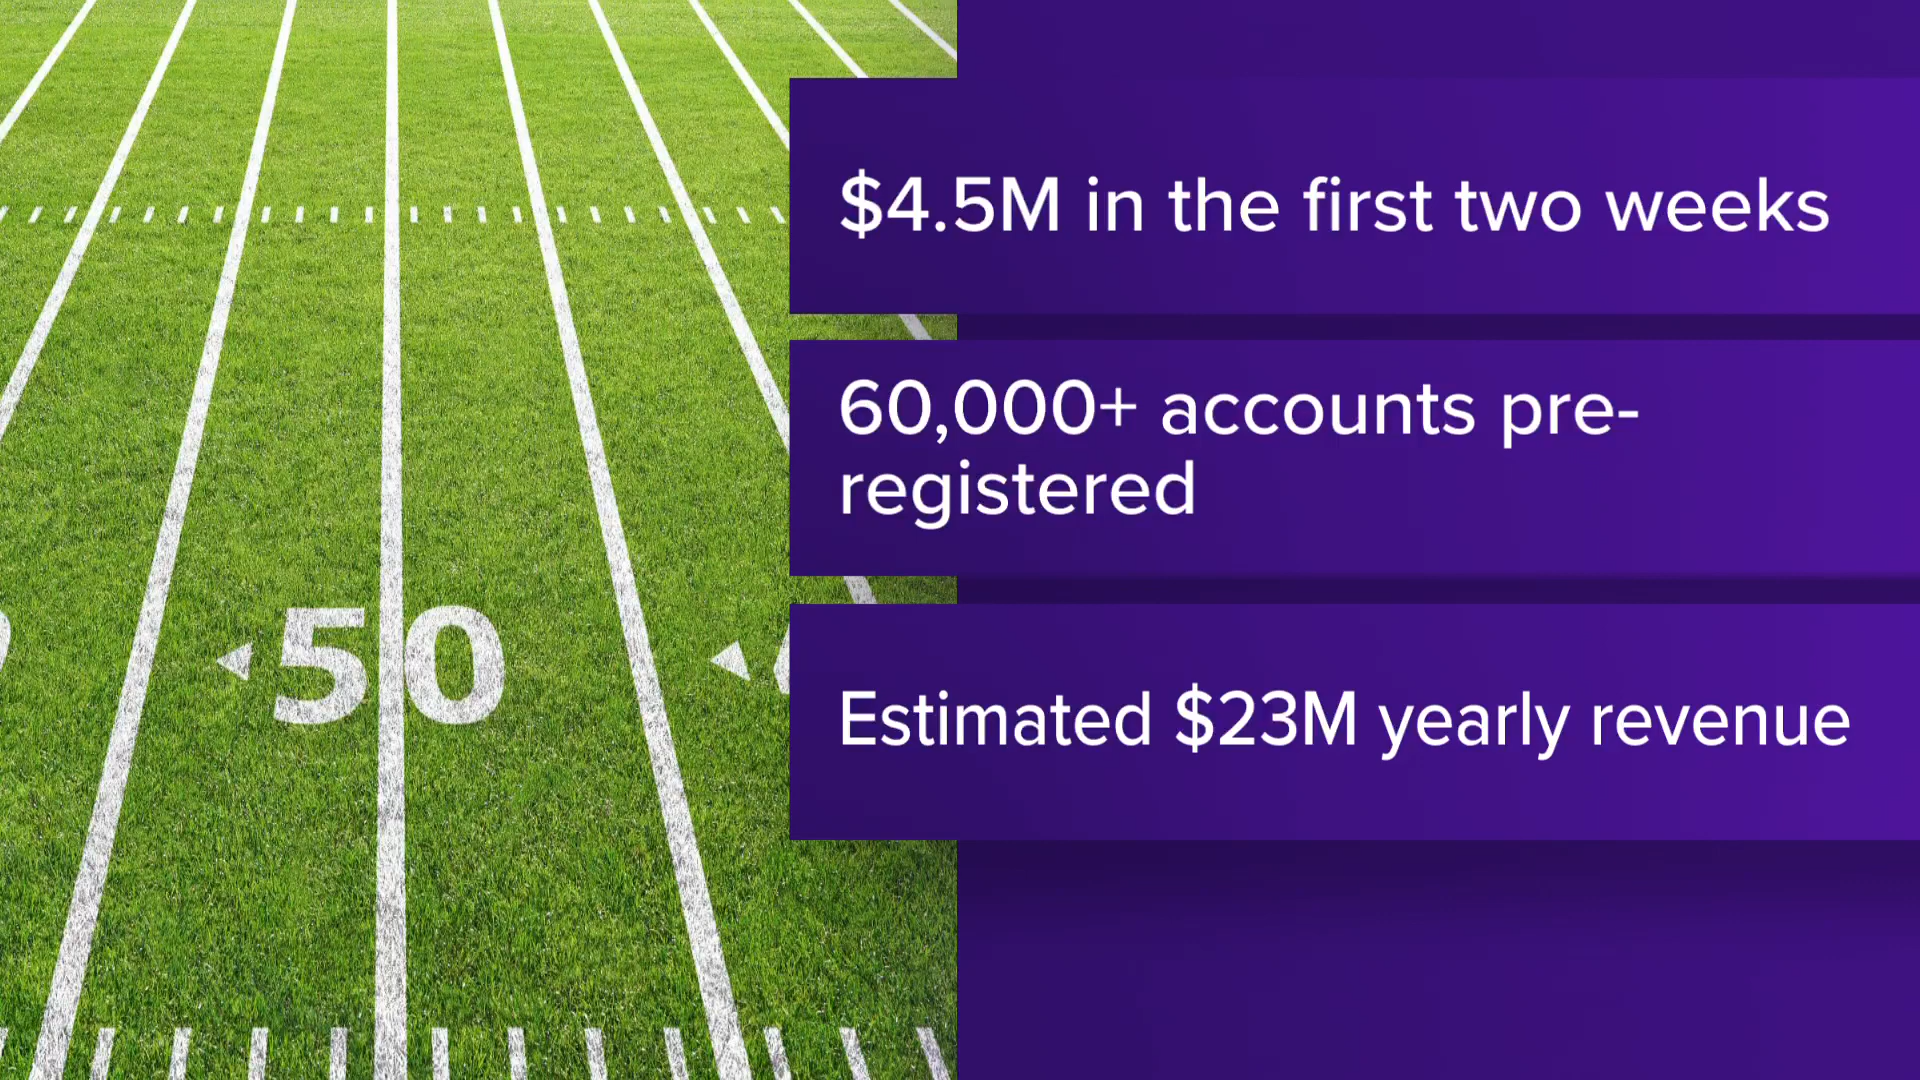 $4.5M in the first two weeks
60,000+ accounts pre-
registered
Estimated $23M yearly revenue
50